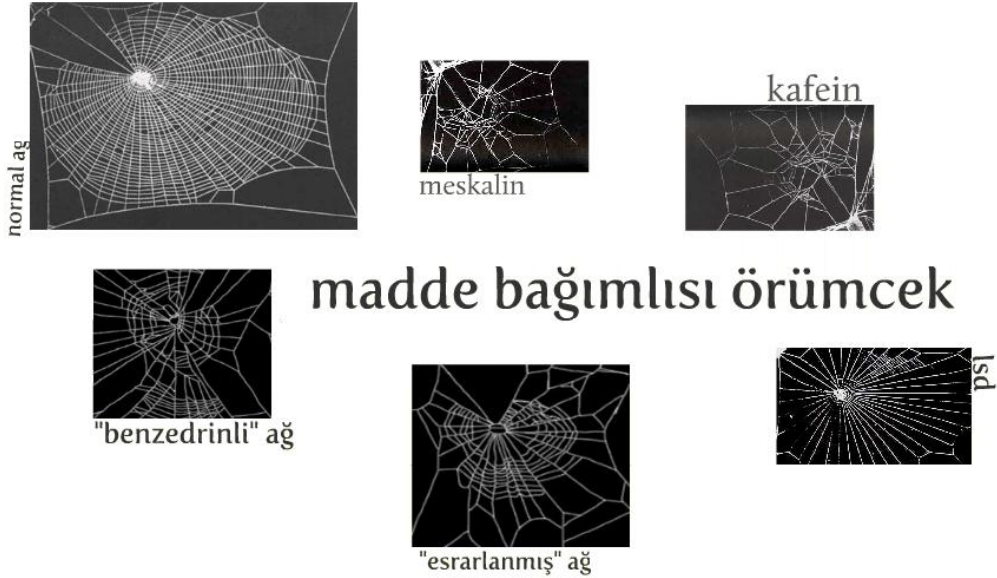 normal ağ
meskalin
kafein
madde bağımlısı örümcek
"benzedrinli" ağ
"esrarlanmış" ağ
lsd